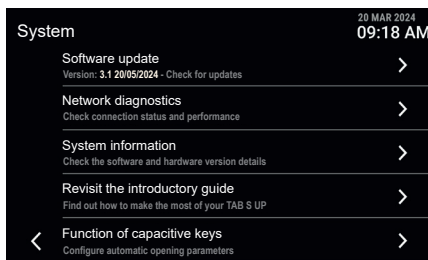 20 MAR 2024
System
09:18 AM
Software update
Version: 3.1 20/05/2024 - Check for updates
Network diagnostics
Check connection status and performance
System information
Check the software and hardware version details
Revisit the introductory guide
Find out how to make the most of your TAB S UP
Function of capacitive keys
Configure automatic opening parameters